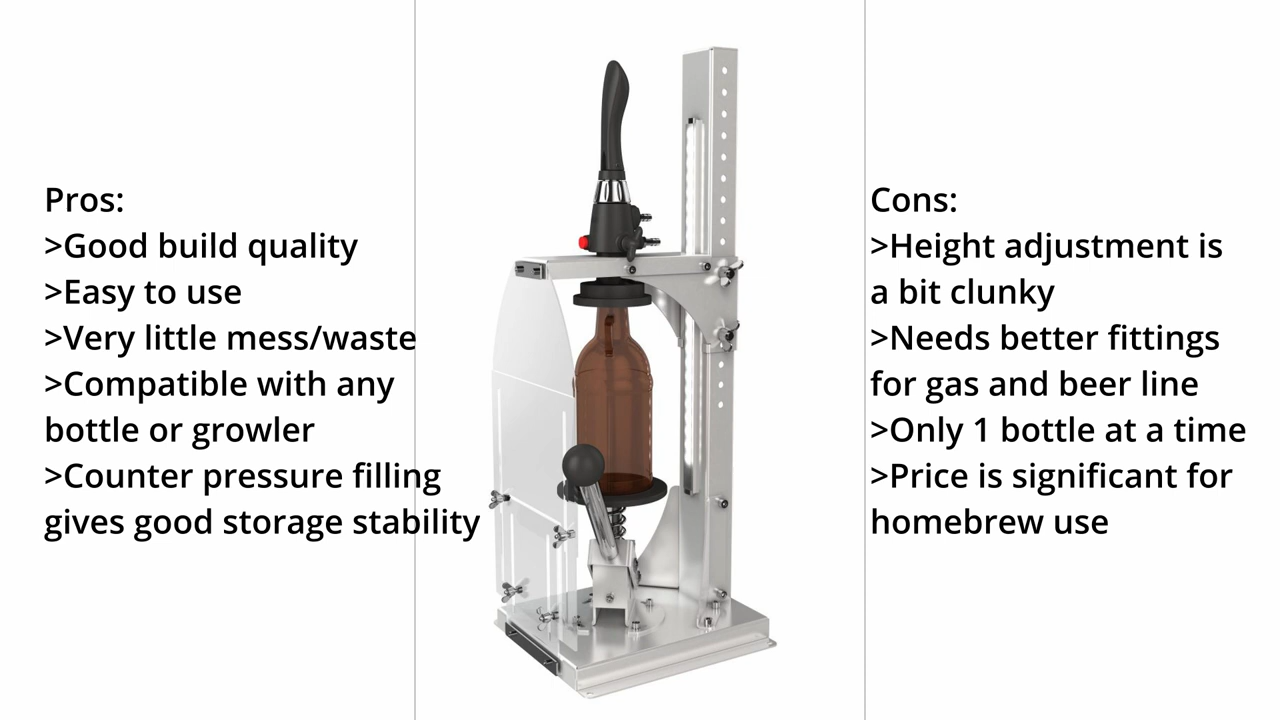 Pros:
>Good build quality
>Easy to use
>Very little mess/waste
>Compatible with any
bottle or growler
>Counter pressure filling
gives good storage stability
Cons:
>Height adjustment is
a bit clunky
>Needs better fittings
for gas and beer line
>Only 1 bottle at a time
>Price is significant for
homebrew use